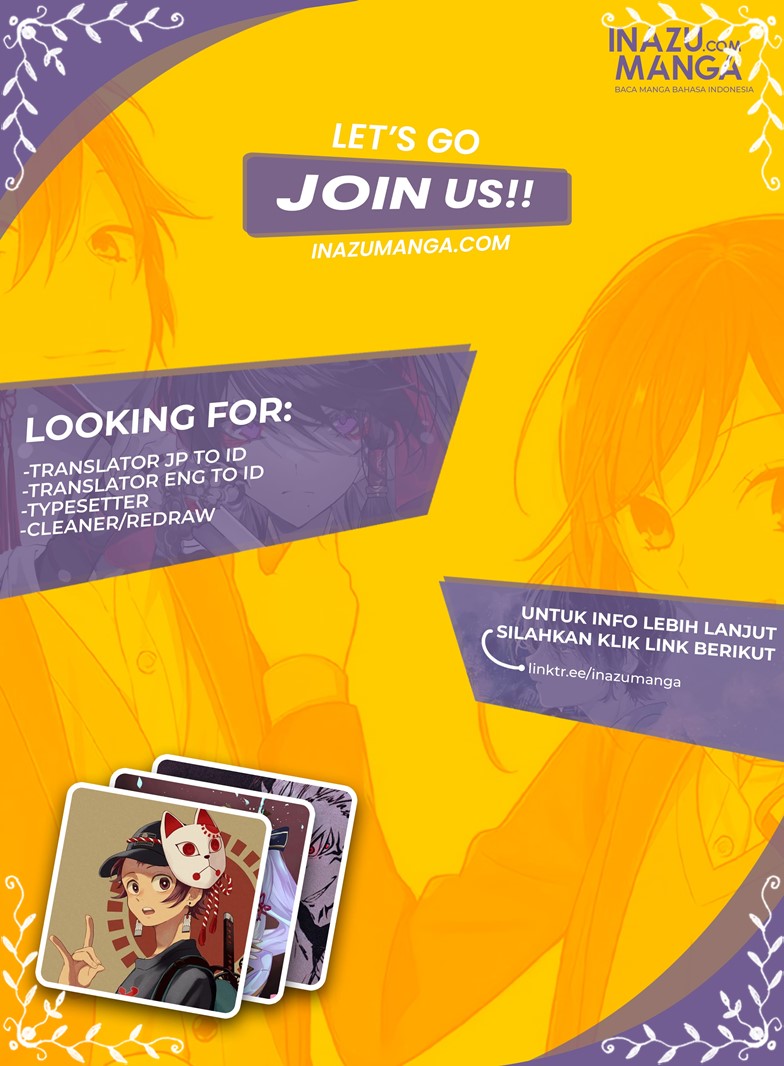 INAZU.COM
MANGA
BACA MANGA BAHASA INDONESIA
LET'S GO
JOIN US!!
INAZUMANGA.COM
LOOKING FOR:
-TRANSLATOR JP TO ID
-TRANSLATOR ENG TO ID
-TYPESETTER
-CLEANER/REDRAW
UNTUK INFO LEBIH LANJUT
SILAHKAN KLIK LINK BERIKUT
linktr.ee/inazumanga